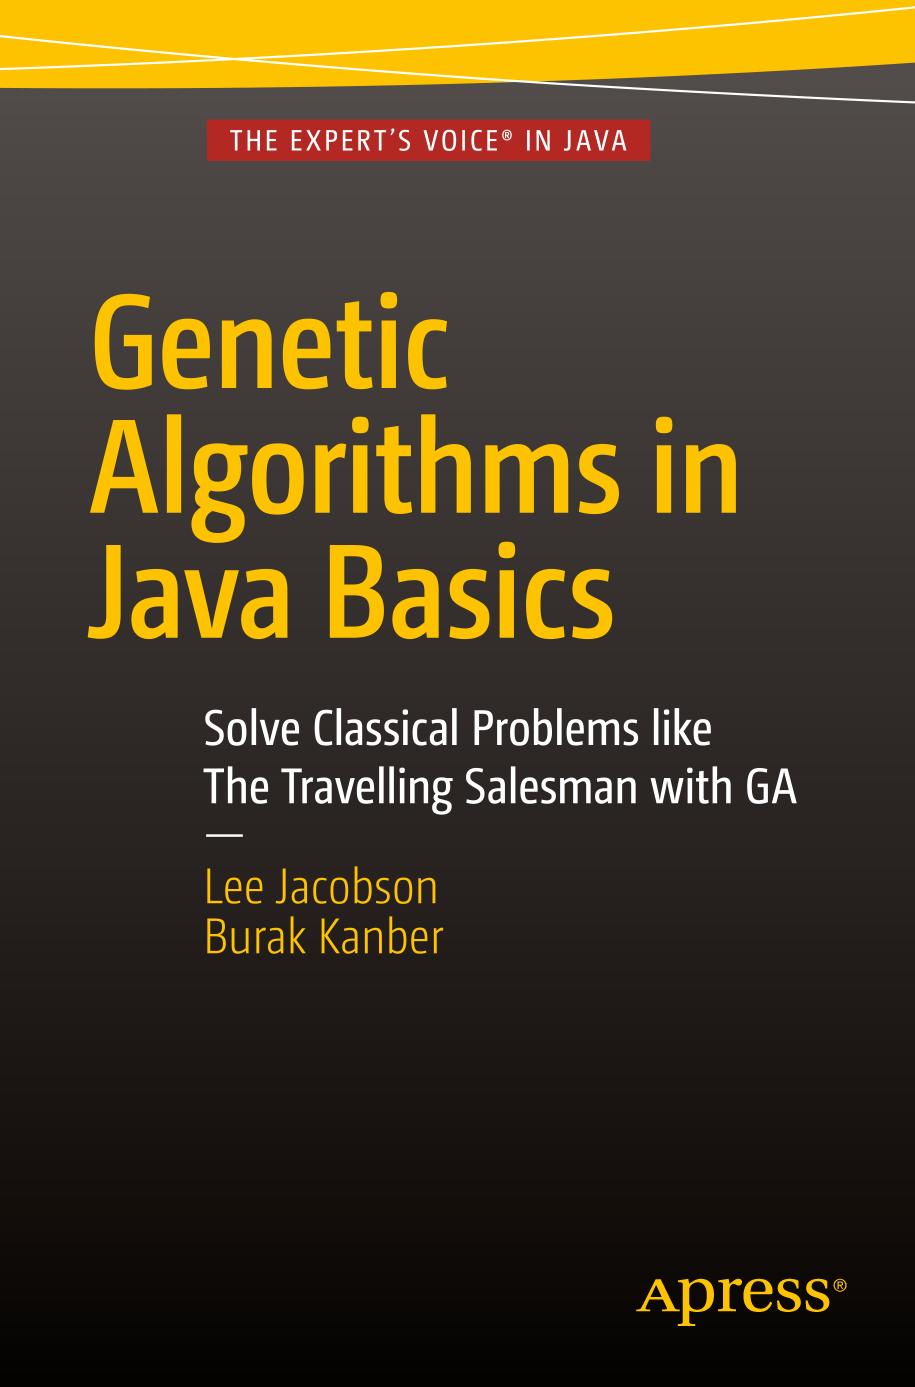 THE EXPERT’S VOICE® IN JAVA
Genetic
Algorithms in
Java Basics
Solve Classical Problems like
The Travelling Salesman with GA
—
Lee Jacobson
Burak Kanber
Apress®